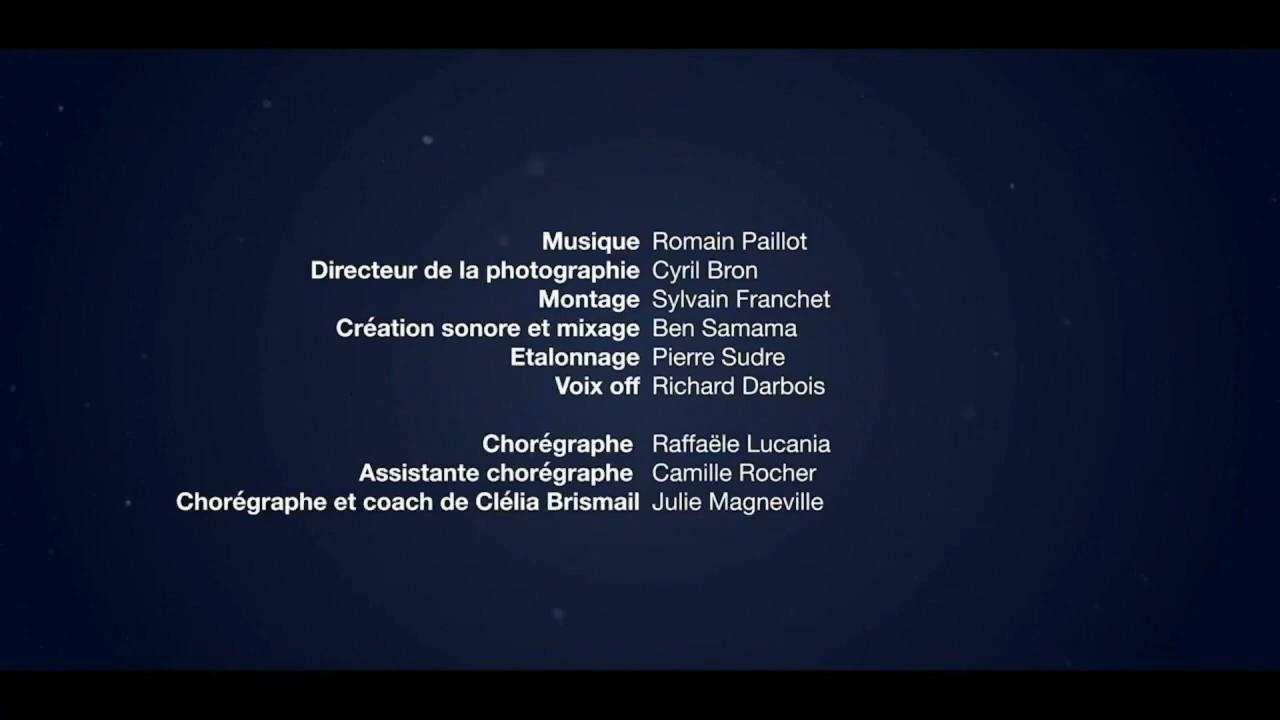 Musique Romain Paillot
Directeur de la photographie Cyril Bron
Montage Sylvain Franchet
Création sonore et mixage Ben Samama
Etalonnage Pierre Sudre
Voix off Richard Darbois
Chorégraphe Raffaële Lucania
Assistante chorégraphe Camille Rocher
Chorégraphe et coach de Clélia Brismail Julie Magneville